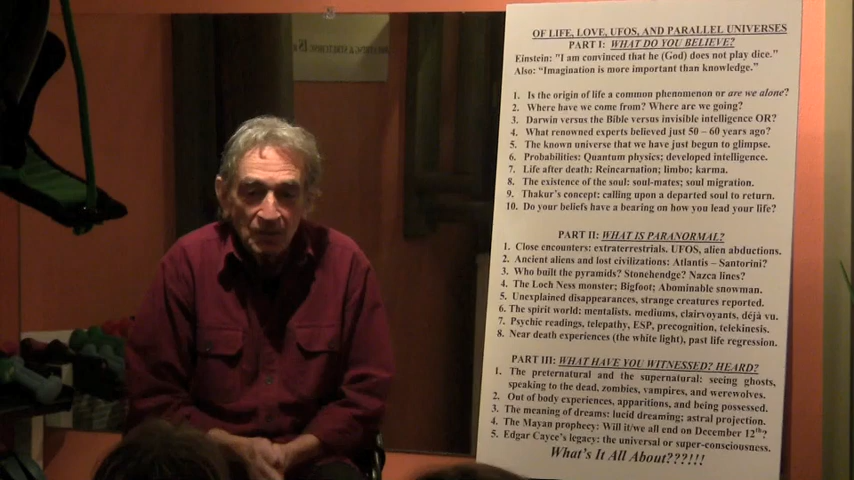 OF LIFE, LOVE, UFOS, AND PARALLEL UNIVERSES
PART I: WHAT DO YOU BELIEVE?
Einstein: "I am convinced that he (God) does not play dice."
Also: "Imagination is more important than knowledge."
1. Is the origin of life a common phenomenon or are we alone?
2. Where have we come from? Where are we going?
3. Darwin versus the Bible versus invisible intelligence OR?
4. What renowned experts believed just 50 – 60 years ago?
5. The known universe that we have just begun to glimpse.
6. Probabilities: Quantum physics; developed intelligence.
7. Life after death: Reincarnation; limbo; karma.
8. The existence of the soul: soul-mates; soul migration.
9. Thakur's concept: calling upon a departed soul to return.
10. Do your beliefs have a bearing on how you lead your life?
PART II: WHAT IS PARANORMAL?
1. Close encounters: extraterrestrials. UFOS, alien abductions.
2. Ancient aliens and lost civilizations: Atlantis – Santorini?
3. Who built the pyramids? Stonehendge? Nazca lines?
4. The Loch Ness monster; Bigfoot; Abominable snowman.
5. Unexplained disappearances, strange creatures reported.
6. The spirit world: mentalists. mediums, clairvoyants, déjà vu.
7. Psychic readings, telepathy, ESP, precognition, telekinesis.
8. Near death experiences (the white light), past life regression.
PART III: WHAT HAVE YOU WITNESSED? HEARD?
1. The preternatural and the supernatural: seeing ghosts,
speaking to the dead, zombies, vampires, and werewolves.
2. Out of body experiences, apparitions, and being possessed.
3. The meaning of dreams: lucid dreaming; astral projection.
4. The Mayan prophecy: Will it/we all end on December 12th?
5. Edgar Cayce's legacy: the universal or super-consciousness.
What's It All About???!!!